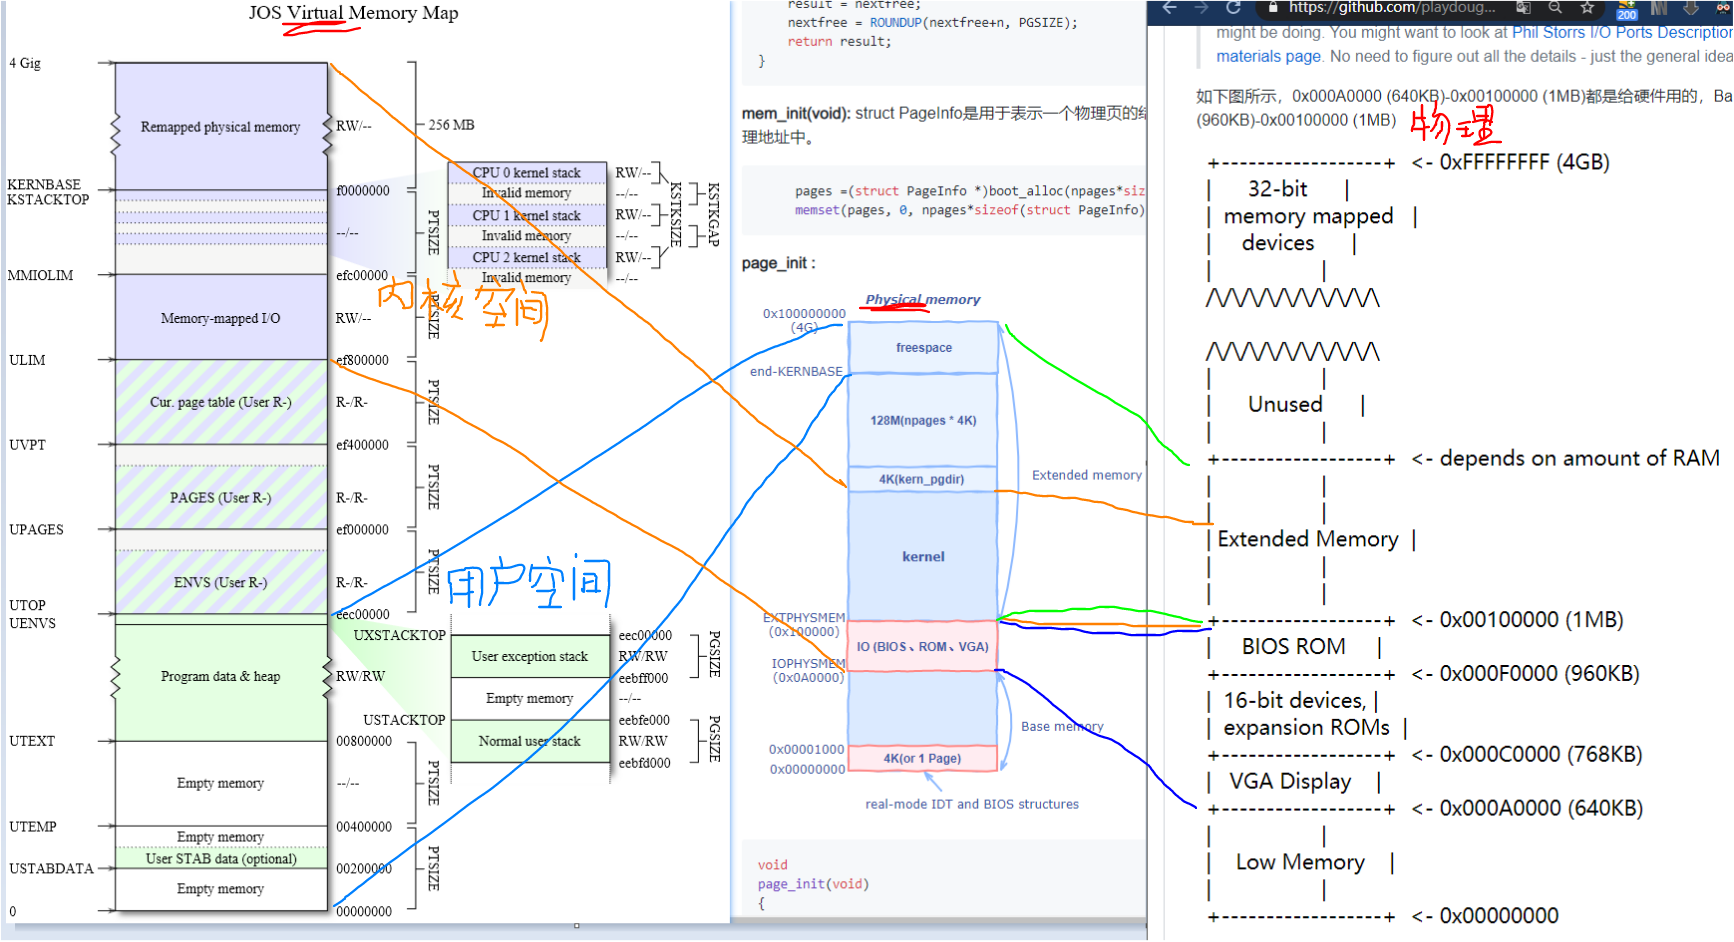 JOS Virtual Memory Map
4 Gig
Remapped physical memory
RW/--
256 MB
KERNBASE
KSTACKTOP
f0000000
--/--
PTSIZE
CPU 0 kernel stack
RW/--
Invalid memory
--/--
CPU 1 kernel stack
RW/--
Invalid memory
--/--
CPU 2 kernel stack
RW/--
Invalid memory
--/--
KSTKSIZE
KSTKGAP
MMIOLIM
efc00000
内核空间
Memory-mapped I/O
RW/--
PTSIZE
ULIM
ef800000
Cur. page table (User R-)
R-/R-
PTSIZE
UVPT
ef400000
PAGES (User R-)
R-/R-
PTSIZE
UPAGES
ef000000
ENVS (User R-)
R-/R-
PTSIZE
用户空间
UTOP
UENVS
eec00000
UXSTACKTOP
eec00000
User exception stack
RW/RW
PGSIZE
eebff000
Empty memory
--/--
USTACKTOP
eebfe000
Normal user stack
RW/RW
PGSIZE
eebfd000
Program data & heap
RW/RW
UTEXT
00800000
Empty memory
--/--
PTSIZE
UTEMP
00400000
Empty memory
User STAB data (optional)
PTSIZE
USTABDATA
00200000
Empty memory
0
00000000
result = nextfree;
nextfree = ROUNDUP(nextfree+n, PGSIZE);
return result;
}
mem_init(void): struct PageInfo是用于表示一个物理页的结
理地址中。
pages =(struct PageInfo *)boot_alloc(npages*siz
memset(pages, 0, npages*sizeof(struct PageInfo)
page_init :
Physical memory
0x100000000
(4G)
freespace
end-KERNBASE
128M(npages * 4K)
4K(kern_pgdir)
Extended memory
kernel
EXTPHYSMEM
(0x100000)
IO (BIOS、ROM、VGA)
IOPHYSMEM
(0x0A0000)
Base memory
0x00001000
4K(or 1 Page)
0x00000000
real-mode IDT and BIOS structures
void
page_init(void)
{
https://github.com/playdoug...
200
might be doing. You might want to look at Phil Storrs I/O Ports Description
materials page. No need to figure out all the details - just the general idea
如下图所示，0x000A0000 (640KB)-0x00100000 (1MB)都是给硬件用的，Ba
(960KB)-0x00100000 (1MB)
物理
+------------------+ <- 0xFFFFFFFF (4GB)
| 32-bit |
| memory mapped |
| devices |
| |
/\/\/\/\/\/\/\/\/\/\
/\/\/\/\/\/\/\/\/\/\
| |
| Unused |
| |
+------------------+ <- depends on amount of RAM
| |
| |
| Extended Memory |
| |
| |
+------------------+ <- 0x00100000 (1MB)
| BIOS ROM |
+------------------+ <- 0x000F0000 (960KB)
| 16-bit devices, |
| expansion ROMs |
+------------------+ <- 0x000C0000 (768KB)
| VGA Display |
+------------------+ <- 0x000A0000 (640KB)
| |
| Low Memory |
| |
+------------------+ <- 0x00000000